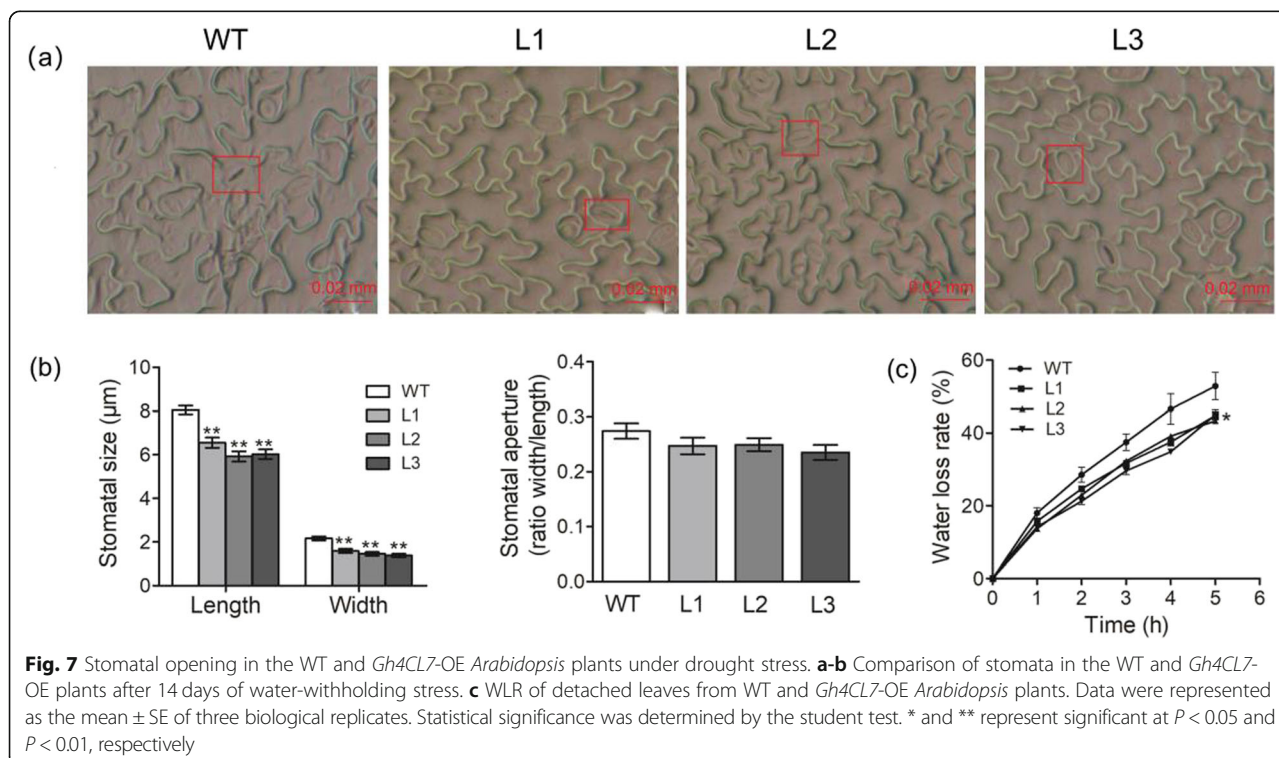 WT L1 L2 L3
(a)
0.02 mm 0.02 mm 0.02 mm 0.02 mm
(b)
Stomatal size (μm)
10
8
6
4
2
0
WT
L1
L2
L3
** ** **
** ** **
Length Width
Stomatal aperture
(ratio width/length)
0.4
0.3
0.2
0.1
0.0
WT L1 L2 L3
(c)
Water loss rate (%)
60
40
20
0
WT
L1
L2
L3
*
0 1 2 3 4 5 6
Time (h)
Fig. 7 Stomatal opening in the WT and Gh4CL7-OE Arabidopsis plants under drought stress. a-b Comparison of stomata in the WT and Gh4CL7-
OE plants after 14 days of water-withholding stress. c WLR of detached leaves from WT and Gh4CL7-OE Arabidopsis plants. Data were represented
as the mean ± SE of three biological replicates. Statistical significance was determined by the student test. * and ** represent significant at P < 0.05 and
P < 0.01, respectively